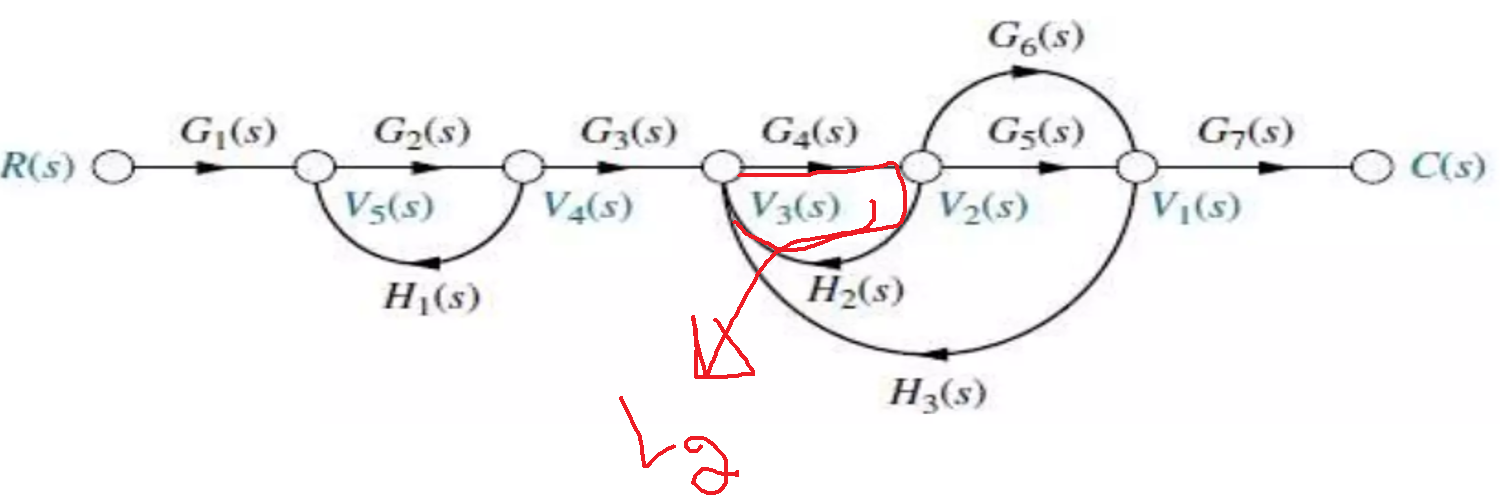 G₆(s)
G₁(s) G₂(s) G₃(s) G₄(s) G₅(s) G₇(s)
R(s) C(s)
V₅(s) V₄(s) V₃(s) V₂(s) V₁(s)
H₁(s) H₂(s)
H₃(s)
L2